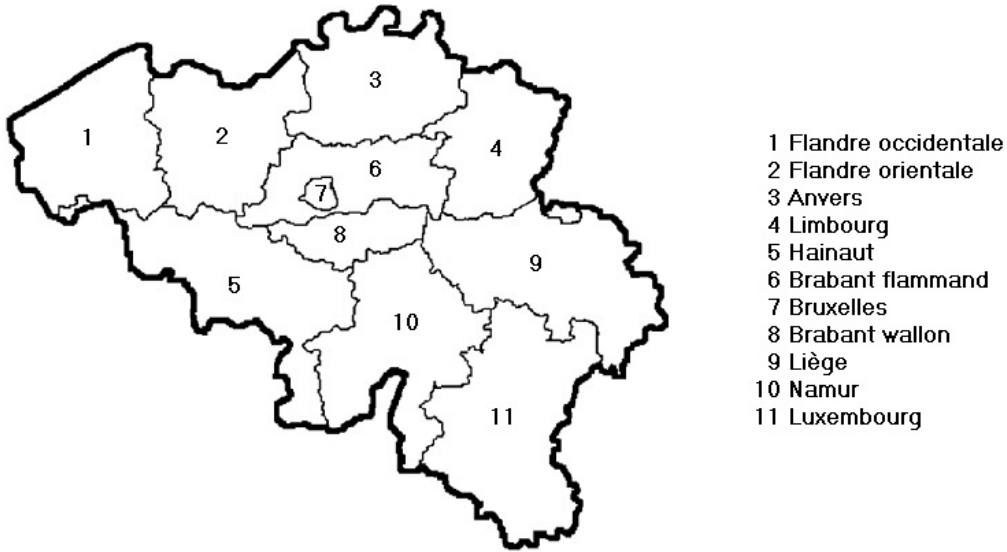 3
1
2
4
6
7
8
9
5
10
11
1 Flandre occidentale
2 Flandre orientale
3 Anvers
4 Limbourg
5 Hainaut
6 Brabant flammand
7 Bruxelles
8 Brabant wallon
9 Liège
10 Namur
11 Luxembourg